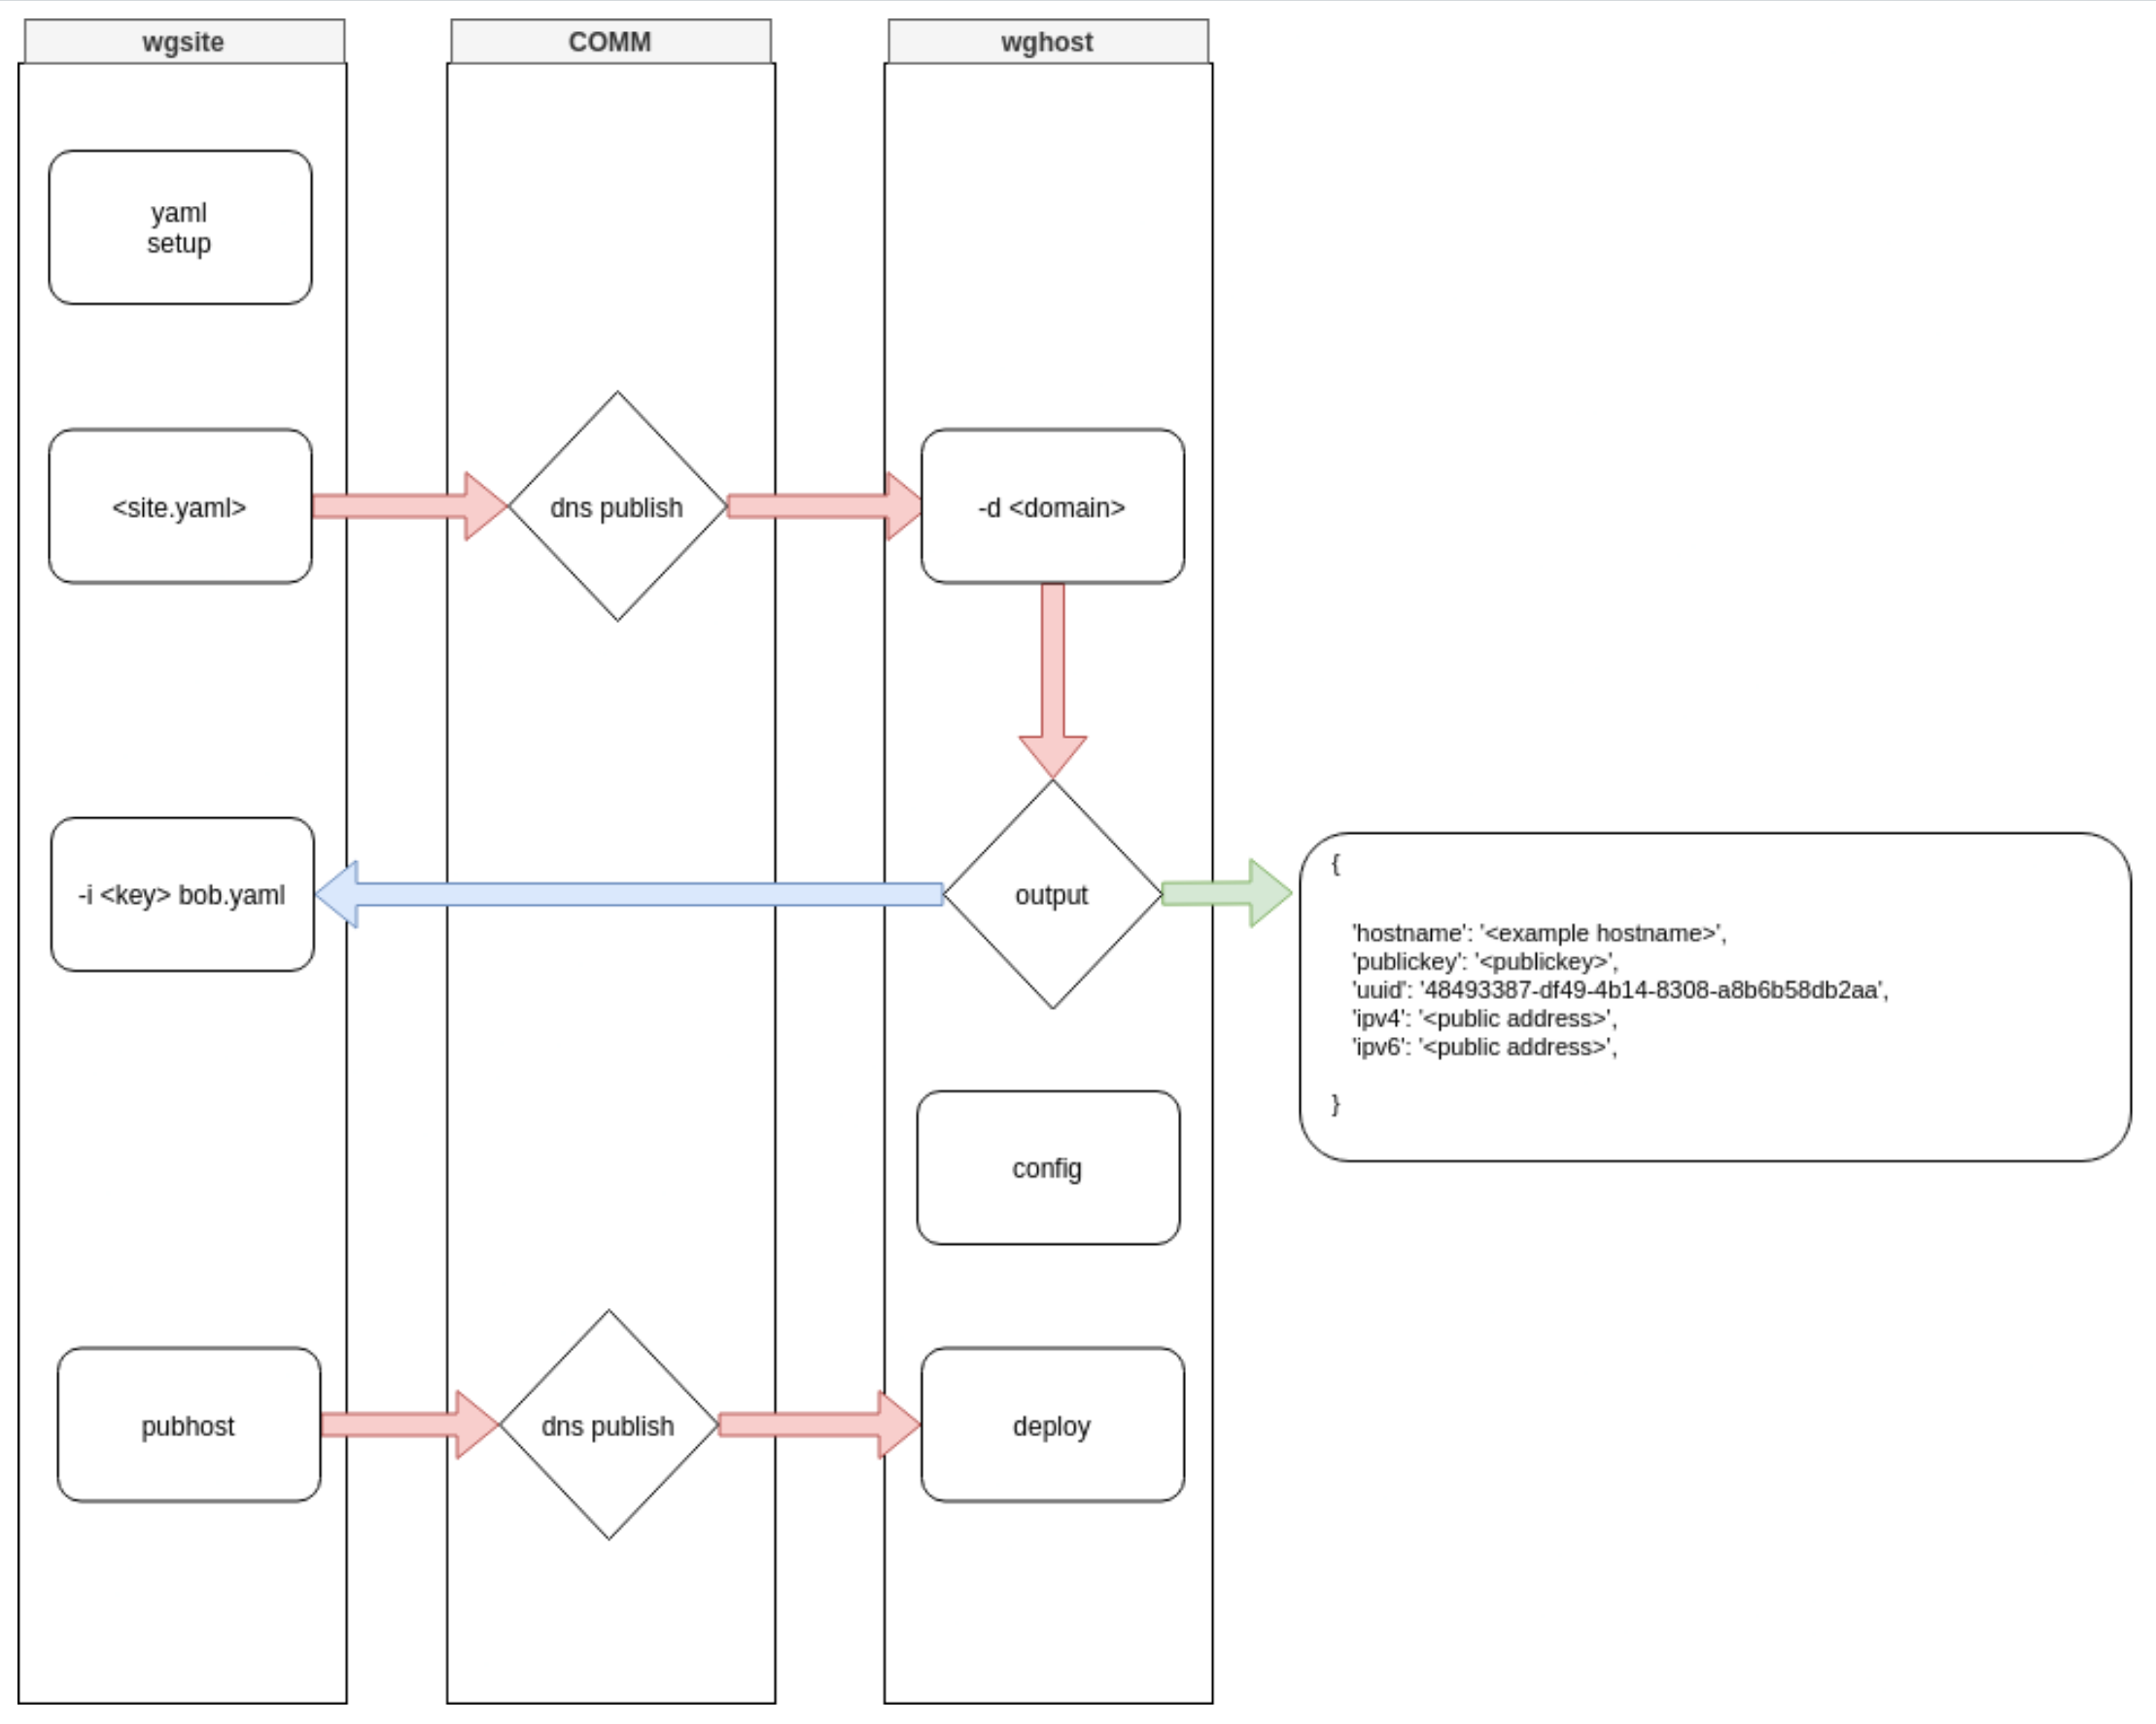 wgsite
COMM
wghost
yaml
setup
<site.yaml>
dns publish
-d <domain>
-i <key> bob.yaml
output
{
'hostname': '<example hostname>',
'publickey': '<publickey>',
'uuid': '48493387-df49-4b14-8308-a8b6b58db2aa',
'ipv4': '<public address>',
'ipv6': '<public address>',
}
config
pubhost
dns publish
deploy